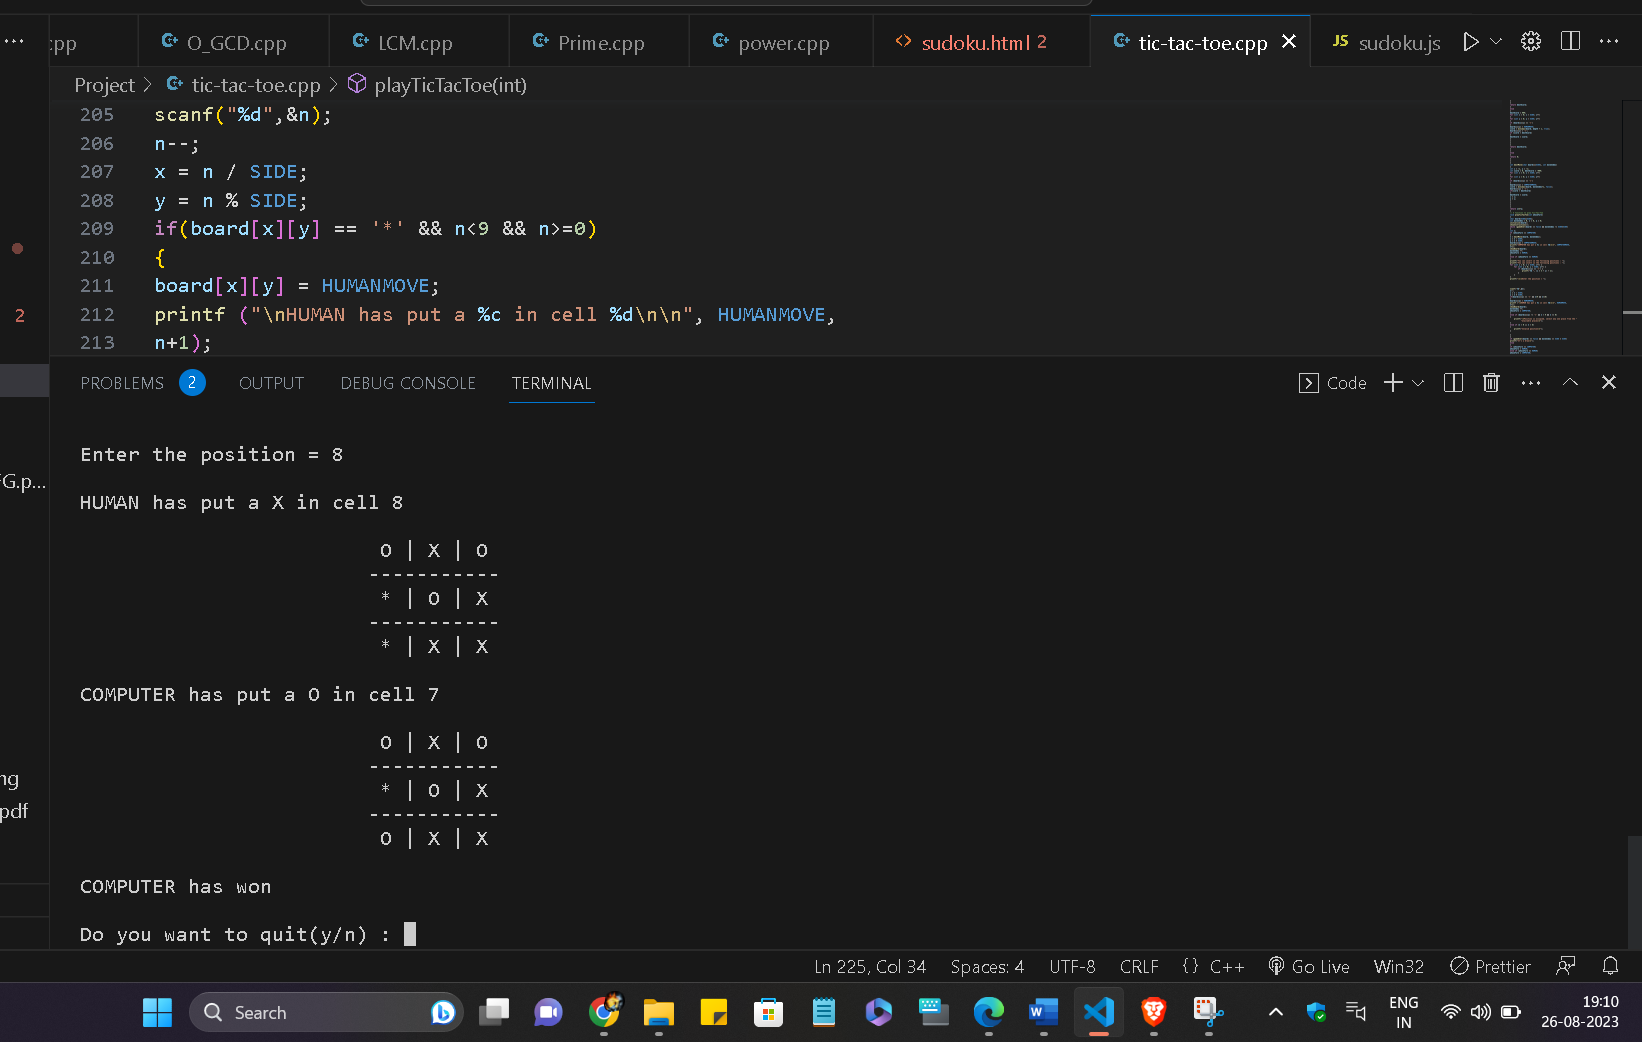 :pp
O_GCD.cpp
LCM.cpp
Prime.cpp
power.cpp
<> sudoku.html 2
tic-tac-toe.cpp
JS sudoku.js
Project > tic-tac-toe.cpp > playTicTacToe(int)
205 scanf("%d",&n);
206 n--;
207 x = n / SIDE;
208 y = n % SIDE;
209 if(board[x][y] == '*' && n<9 && n>=0)
210 {
211 board[x][y] = HUMANMOVE;
212 printf ("\nHUMAN has put a %c in cell %d\n\n", HUMANMOVE,
213 n+1);
2
G.p...
ng
pdf
PROBLEMS 2 OUTPUT DEBUG CONSOLE TERMINAL
Code
Enter the position = 8
HUMAN has put a X in cell 8
O | X | O
-----------
* | O | X
-----------
* | X | X
COMPUTER has put a O in cell 7
O | X | O
-----------
* | O | X
-----------
O | X | X
COMPUTER has won
Do you want to quit(y/n) :
Ln 225, Col 34 Spaces: 4 UTF-8 CRLF {} C++ Go Live Win32 Prettier
Search
ENG
IN
19:10
26-08-2023